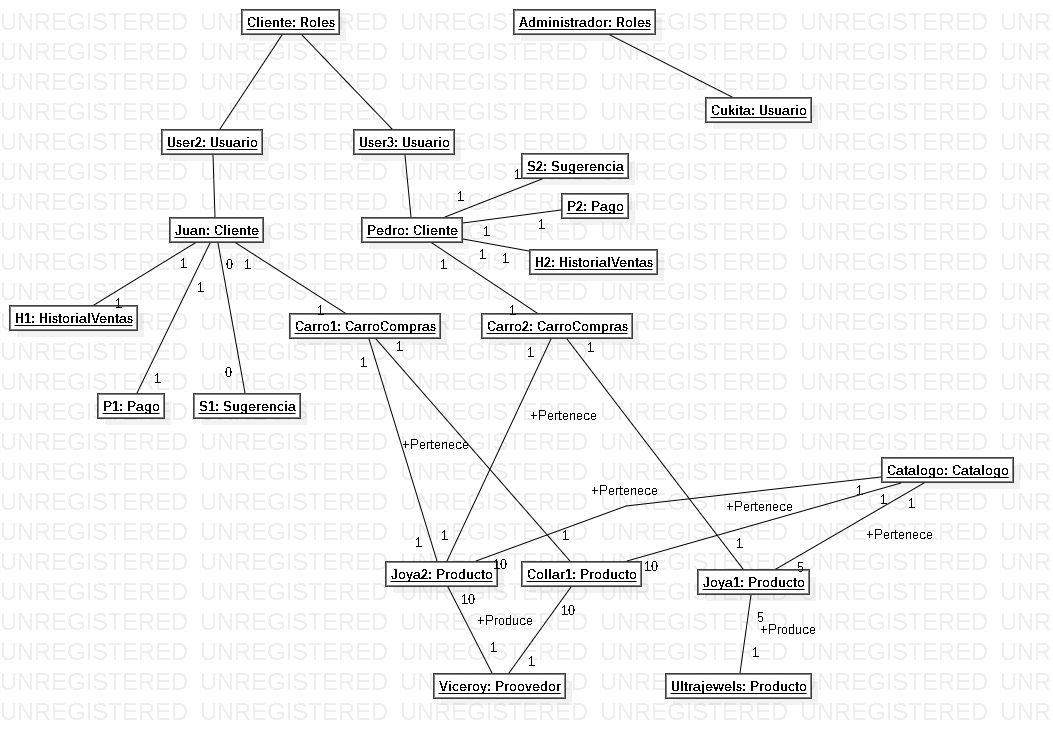 Cliente: Roles
Administrador: Roles
Cukita: Usuario
User2: Usuario
User3: Usuario
S2: Sugerencia
1
1
P2: Pago
1
1
Juan: Cliente
Pedro: Cliente
1
1
H2: HistorialVentas
1
0
1
1
1
1
1
1
1
H1: HistorialVentas
Carro1: CarroCompras
Carro2: CarroCompras
1
1
1
1
0
1
P1: Pago
S1: Sugerencia
+Pertenece
+Pertenece
Catalogo: Catalogo
+Pertenece
1
1
1
+Pertenece
+Pertenece
1
1
1
1
10
10
5
Joya2: Producto
Collar1: Producto
Joya1: Producto
10
10
5
+Produce
+Produce
1
1
1
Viceroy: Proovedor
Ultrajewels: Producto
UNREGISTERED